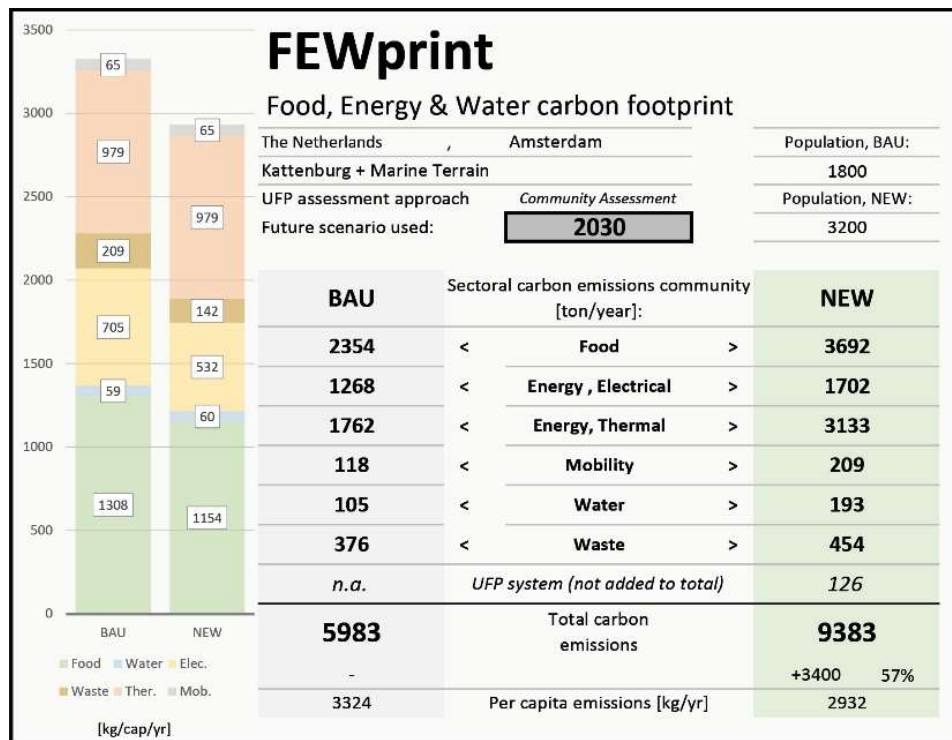 FEWprint
Food, Energy & Water carbon footprint
The Netherlands , Amsterdam
Kattenburg + Marine Terrain
UFP assessment approach Community Assessment
Future scenario used: 2030
Population, BAU:
1800
Population, NEW:
3200
BAU Sectoral carbon emissions community [ton/year]: NEW
2354 < Food > 3692
1268 < Energy , Electrical > 1702
1762 < Energy, Thermal > 3133
118 < Mobility > 209
105 < Water > 193
376 < Waste > 454
n.a. UFP system (not added to total) 126
5983 Total carbon emissions 9383
- +3400 57%
3324 Per capita emissions [kg/yr] 2932
3500
3000
2500
2000
1500
1000
500
0
65
979
209
705
59
1308
65
979
142
532
60
1154
BAU NEW
Food Water Elec.
Waste Ther. Mob.
[kg/cap/yr]